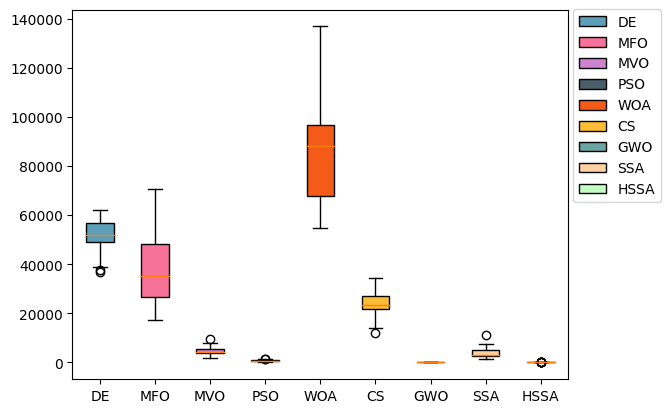 140000
120000
100000
80000
60000
40000
20000
0
DE MFO MVO PSO WOA CS GWO SSA HSSA
DE
MFO
MVO
PSO
WOA
CS
GWO
SSA
HSSA